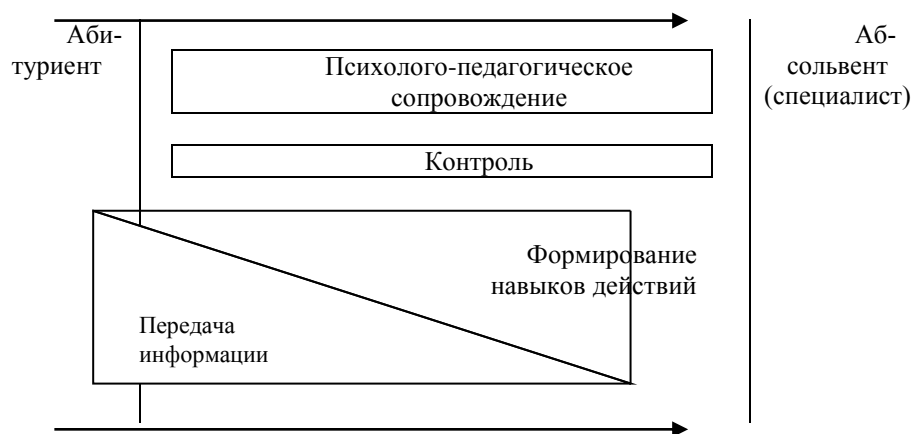 Аби-
туриент
Аб-
сольвент
(специалист)
Психолого-педагогическое
сопровождение
Контроль
Формирование
навыков действий
Передача
информации